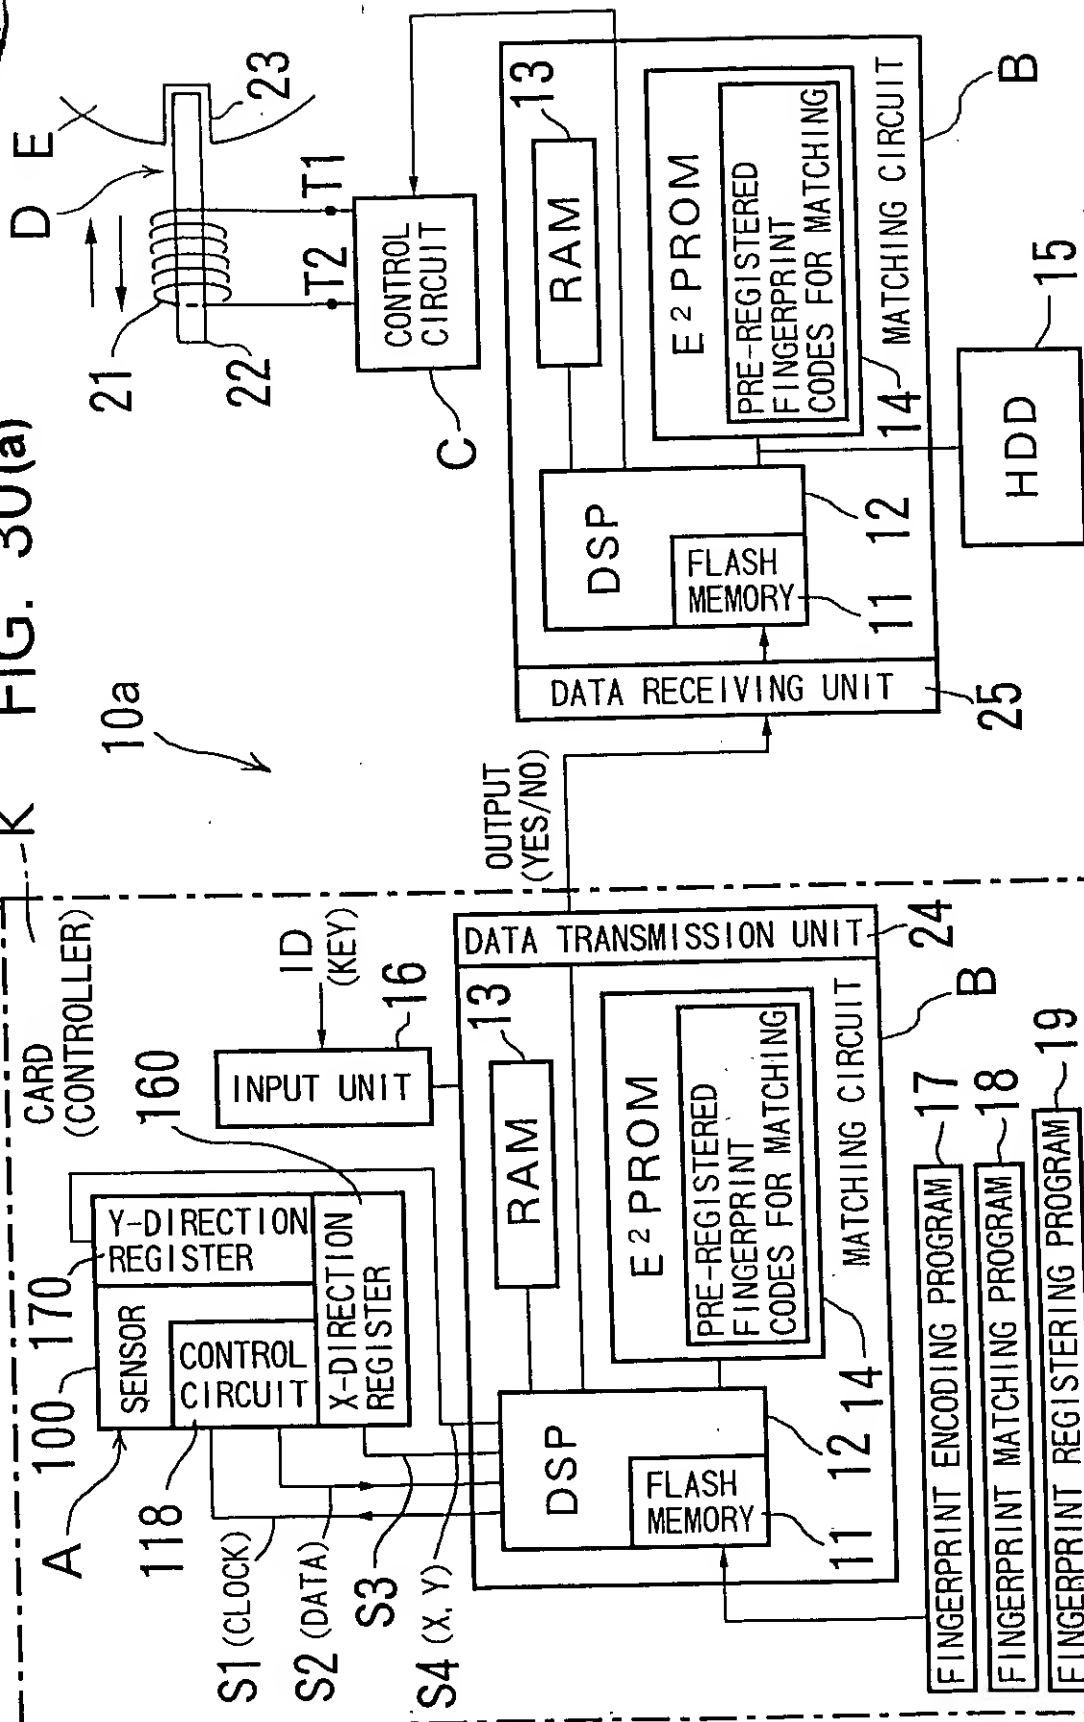 FIG. 30(a)
K
10a
CARD
(CONTROLLER)
A
100
170
SENSOR
Y-DIRECTION
REGISTER
CONTROL
CIRCUIT
X-DIRECTION
REGISTER
118
160
ID
(KEY)
INPUT UNIT
16
S1 (CLOCK)
S2 (DATA)
S3
S4 (X, Y)
DSP
FLASH
MEMORY
11
12
RAM
13
E² PROM
PRE-REGISTERED
FINGERPRINT
CODES FOR MATCHING
14
MATCHING CIRCUIT
B
DATA TRANSMISSION UNIT
24
FINGERPRINT ENCODING PROGRAM
17
FINGERPRINT MATCHING PROGRAM
18
FINGERPRINT REGISTERING PROGRAM
19
OUTPUT
(YES/NO)
DATA RECEIVING UNIT
25
DSP
FLASH
MEMORY
11
12
RAM
13
E² PROM
PRE-REGISTERED
FINGERPRINT
CODES FOR MATCHING
14
MATCHING CIRCUIT
B
HDD
15
CONTROL
CIRCUIT
C
T2
T1
21
22
D
E
23